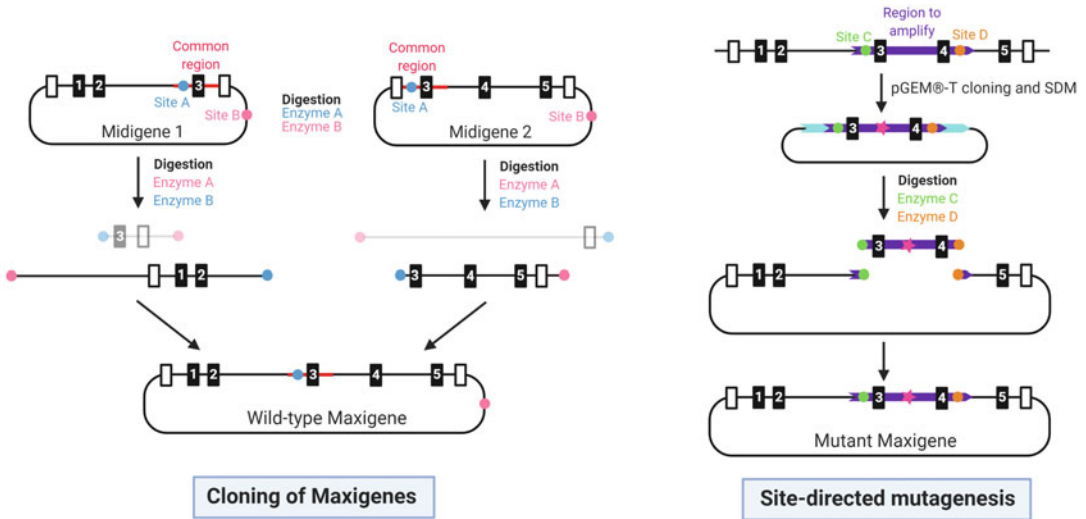 Common
region
1 2 3
Site A
Site B
Midigene 1
Common
region
3 4 5
Site A
Site B
Midigene 2
Digestion
Enzyme A
Enzyme B
Digestion
Enzyme A
Enzyme B
Digestion
Enzyme A
Enzyme B
3
1 2
3 4 5
1 2 3 4 5
Wild-type Maxigene
Cloning of Maxigenes
Region to
amplify
Site C
Site D
1 2 3 4 5
pGEM®-T cloning and SDM
3 4
Digestion
Enzyme C
Enzyme D
3 4
1 2 5
1 2 3 4 5
Mutant Maxigene
Site-directed mutagenesis